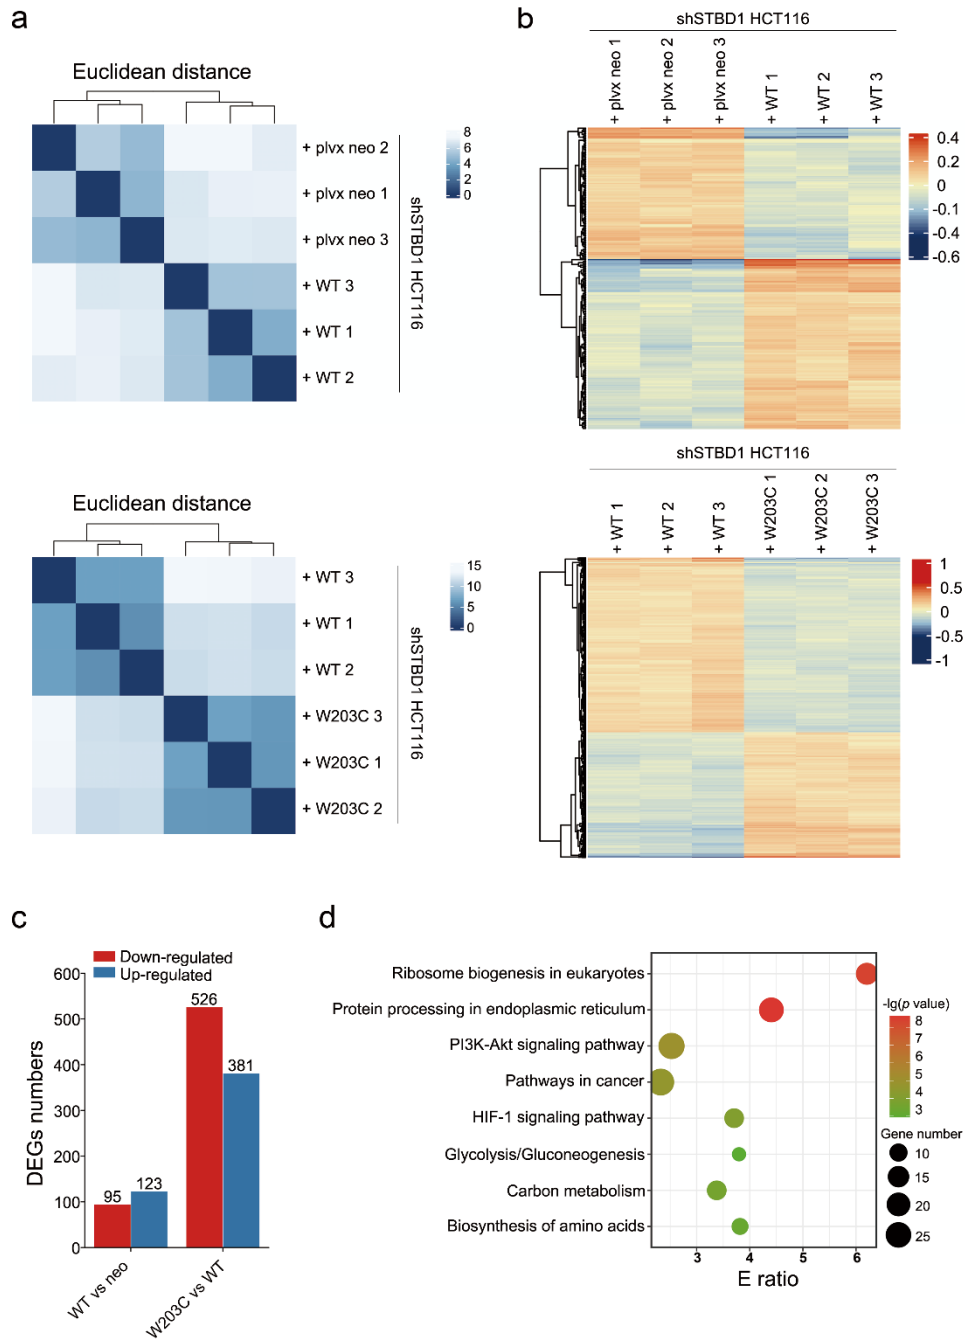 a
Euclidean distance
8
6
4
2
0
+ plvx neo 2
+ plvx neo 1
+ plvx neo 3
+ WT 3
+ WT 1
+ WT 2
shSTBD1 HCT116
Euclidean distance
15
10
5
0
+ WT 3
+ WT 1
+ WT 2
+ W203C 3
+ W203C 1
+ W203C 2
shSTBD1 HCT116
b
shSTBD1 HCT116
+ plvx neo 1
+ plvx neo 2
+ plvx neo 3
+ WT 1
+ WT 2
+ WT 3
0.4
0.2
-0.1
-0.4
-0.6
shSTBD1 HCT116
+ WT 1
+ WT 2
+ WT 3
+ W203C 1
+ W203C 2
+ W203C 3
1
0.5
0
-0.5
-1
c
Down-regulated
Up-regulated
DEGs numbers
600
500
400
300
200
100
0
95
123
526
381
WT vs neo
W203C vs WT
d
Ribosome biogenesis in eukaryotes
Protein processing in endoplasmic reticulum
PI3K-Akt signaling pathway
Pathways in cancer
HIF-1 signaling pathway
Glycolysis/Gluconeogenesis
Carbon metabolism
Biosynthesis of amino acids
3 4 5 6
E ratio
-lg(p value)
8
7
6
5
4
3
Gene number
10
15
20
25